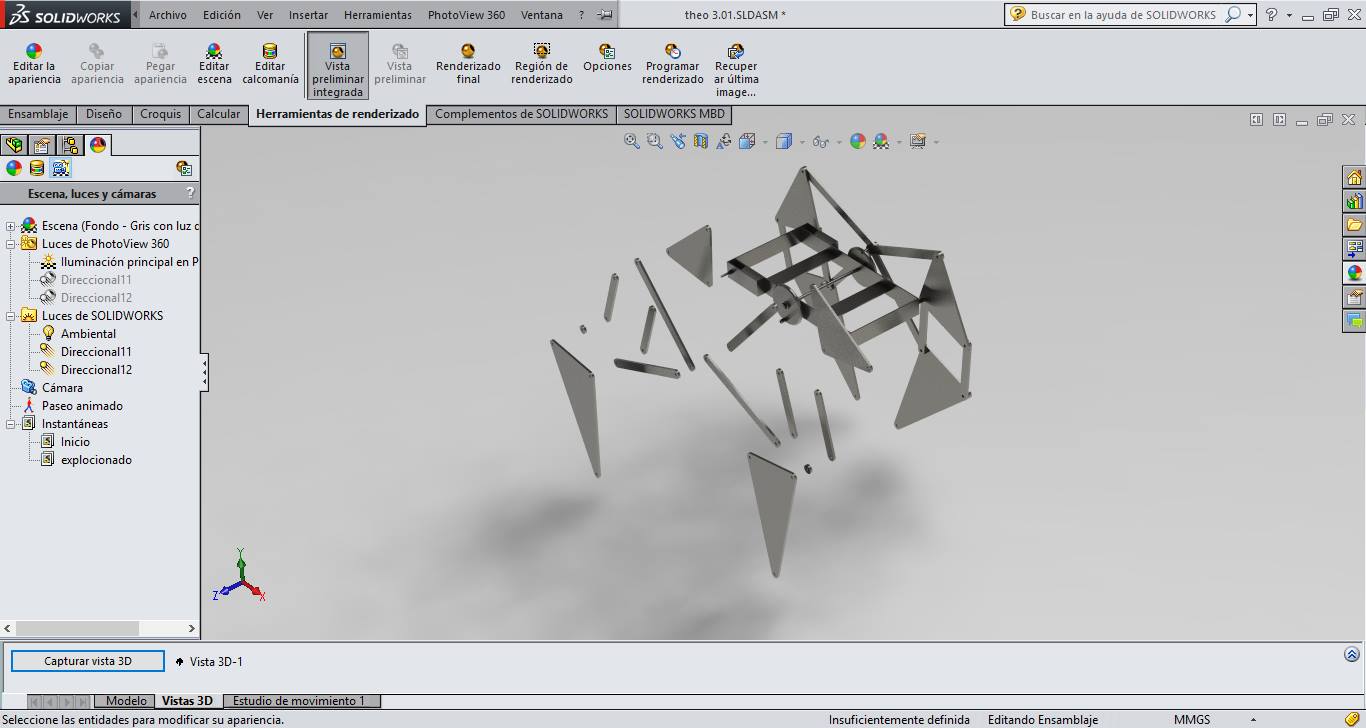 SOLIDWORKS
Archivo Edición Ver Insertar Herramientas PhotoView 360 Ventana ? theo 3.01.SLDASM * Buscar en la ayuda de SOLIDWORKS ?
Editar la apariencia
Copiar apariencia
Pegar apariencia
Editar escena
Editar calcomanía
Vista preliminar integrada
Vista preliminar
Renderizado final
Región de renderizado
Opciones
Programar renderizado
Recuper ar última image...
Ensamblaje Diseño Croquis Calcular Herramientas de renderizado Complementos de SOLIDWORKS SOLIDWORKS MBD
Escena, luces y cámaras ?
Escena (Fondo - Gris con luz c
Luces de PhotoView 360
Iluminación principal en P
Direccional11
Direccional12
Luces de SOLIDWORKS
Ambiental
Direccional11
Direccional12
Cámara
Paseo animado
Instantáneas
Inicio
explocionado
Y
Z
X
Capturar vista 3D Vista 3D-1
Modelo Vistas 3D Estudio de movimiento 1
Seleccione las entidades para modificar su apariencia. Insuficientemente definida Editando Ensamblaje MMGS